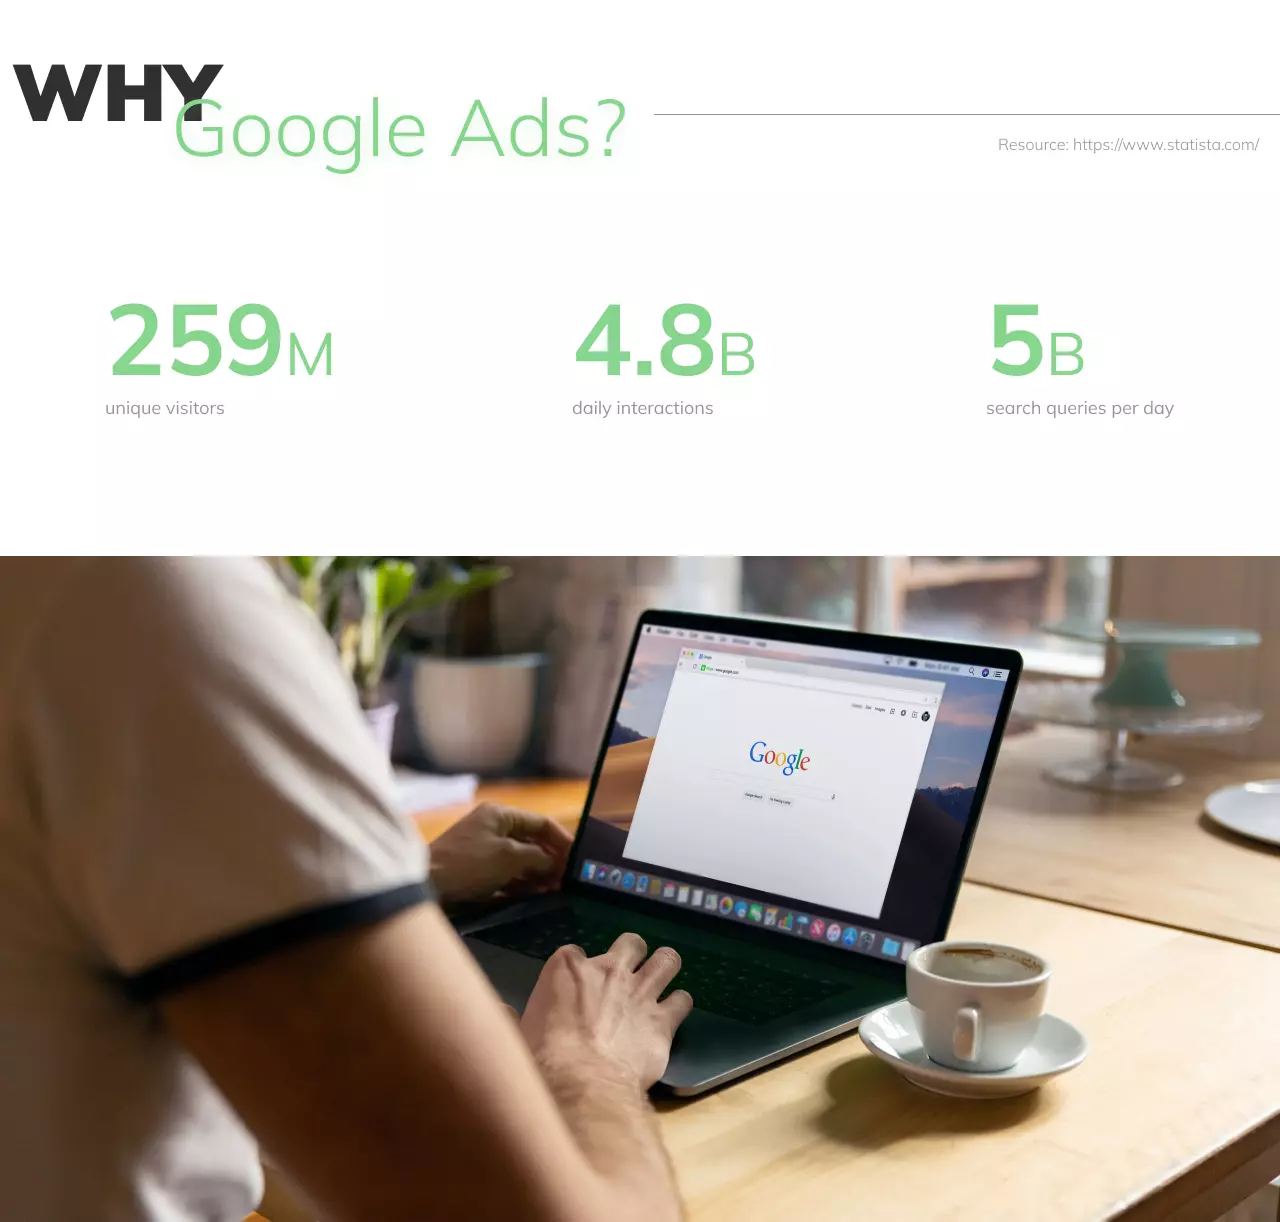 WHY
Google Ads?
Resource: https://www.statista.com/
259M
4.8B
5B
unique visitors
daily interactions
search queries per day
Google